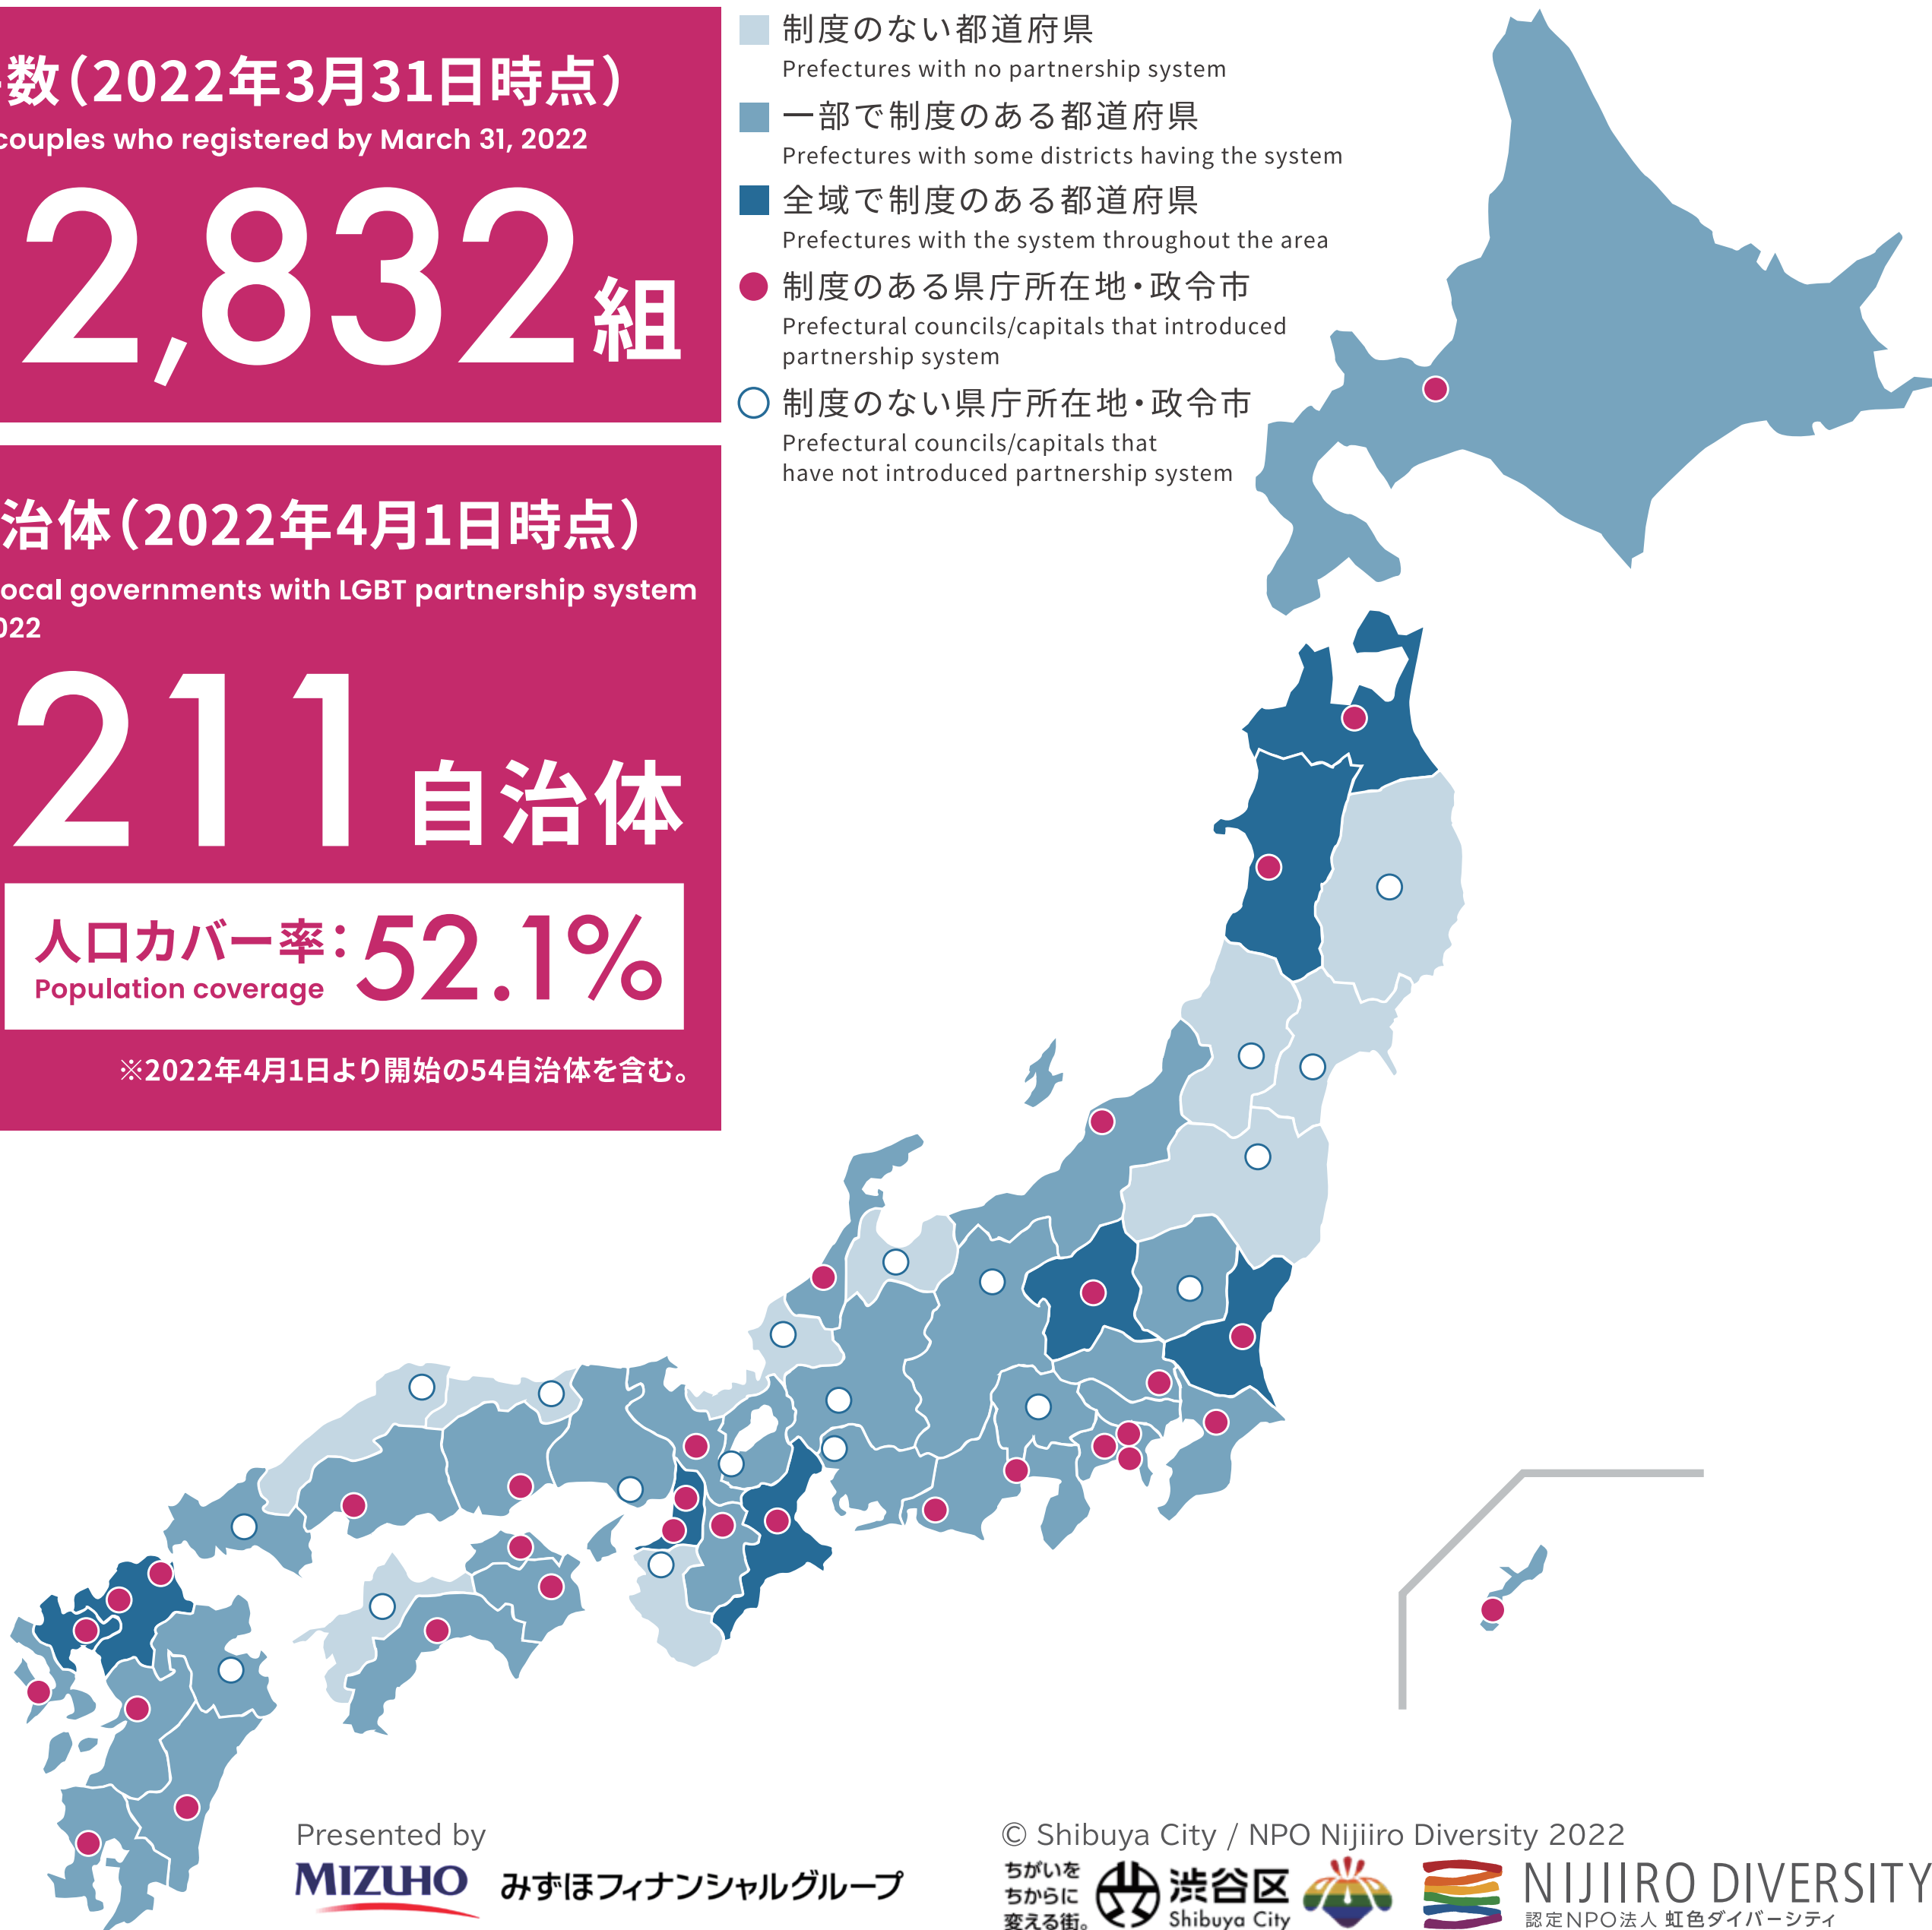 数（2022年3月31日時点）
couples who registered by March 31, 2022
2,832組
治体（2022年4月1日時点）
ocal governments with LGBT partnership system
022
211自治体
人口カバー率：52.1%
Population coverage
※2022年4月1日より開始の54自治体を含む。
制度のない都道府県
Prefectures with no partnership system
一部で制度のある都道府県
Prefectures with some districts having the system
全域で制度のある都道府県
Prefectures with the system throughout the area
制度のある県庁所在地・政令市
Prefectural councils/capitals that introduced
partnership system
制度のない県庁所在地・政令市
Prefectural councils/capitals that
have not introduced partnership system
Presented by
MIZUHO みずほフィナンシャルグループ
© Shibuya City / NPO Nijiiro Diversity 2022
ちがいを
ちからに
変える街。
渋谷区
Shibuya City
NIJIIRO DIVERSITY
認定NPO法人 虹色ダイバーシティ